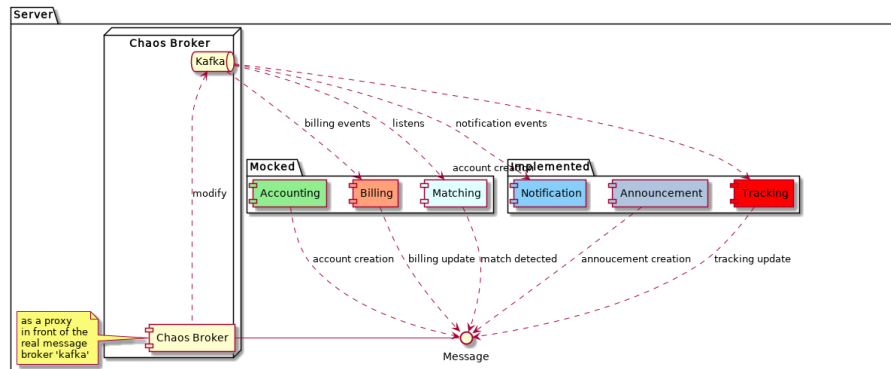 Server
Chaos Broker
Kafka
billing events
listens
notification events
account creation
Mocked
Implemented
Accounting
Billing
Matching
Notification
Announcement
Tracking
modify
account creation
billing update
match detected
annoucement creation
tracking update
as a proxy
in front of the
real message
broker 'kafka'
Chaos Broker
Message